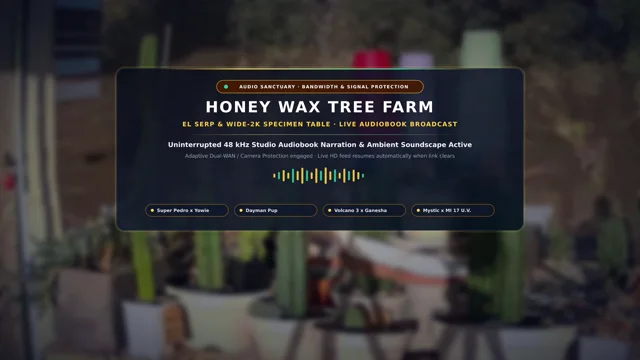 AUDIO SANCTUARY · BANDWIDTH & SIGNAL PROTECTION
HONEY WAX TREE FARM
EL SERP & WIDE-2K SPECIMEN TABLE · LIVE AUDIOBOOK BROADCAST
Uninterrupted 48 kHz Studio Audiobook Narration & Ambient Soundscape Active
Adaptive Dual-WAN / Camera Protection engaged · Live HD feed resumes automatically when link clears
Super Pedro x Yowie
Dayman Pup
Volcano 3 x Ganesha
Mystic x MI 17 U.V.